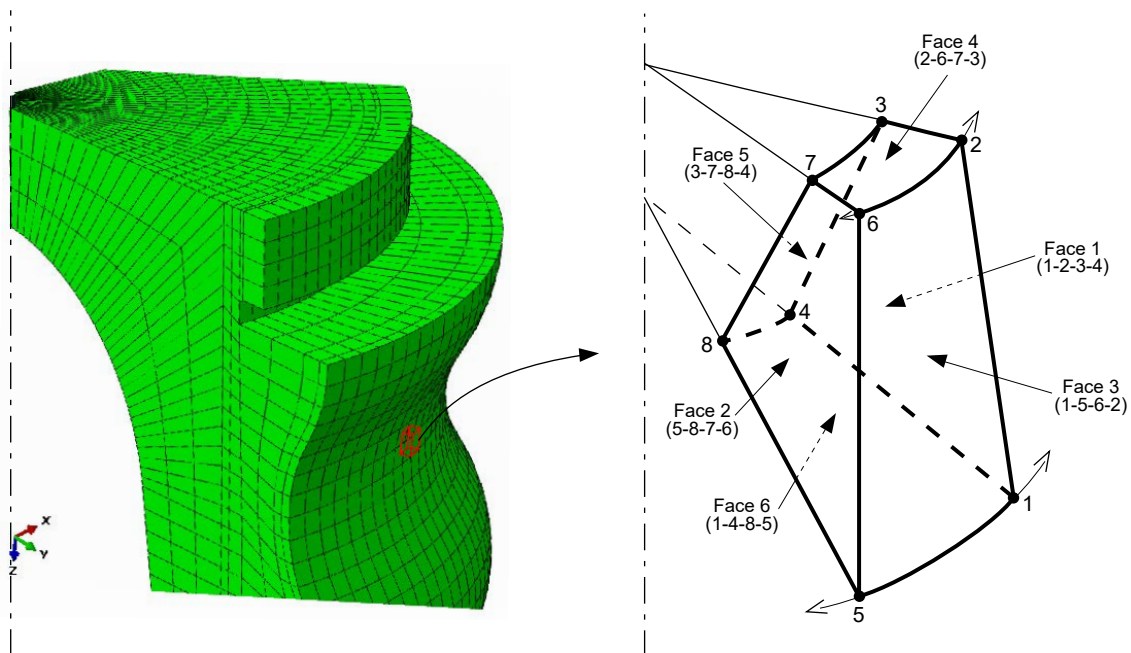 X
Y
Z
Face 4
(2-6-7-3)
3
2
Face 5
(3-7-8-4)
7
6
Face 1
(1-2-3-4)
4
8
Face 3
(1-5-6-2)
Face 2
(5-8-7-6)
Face 6
(1-4-8-5)
1
5